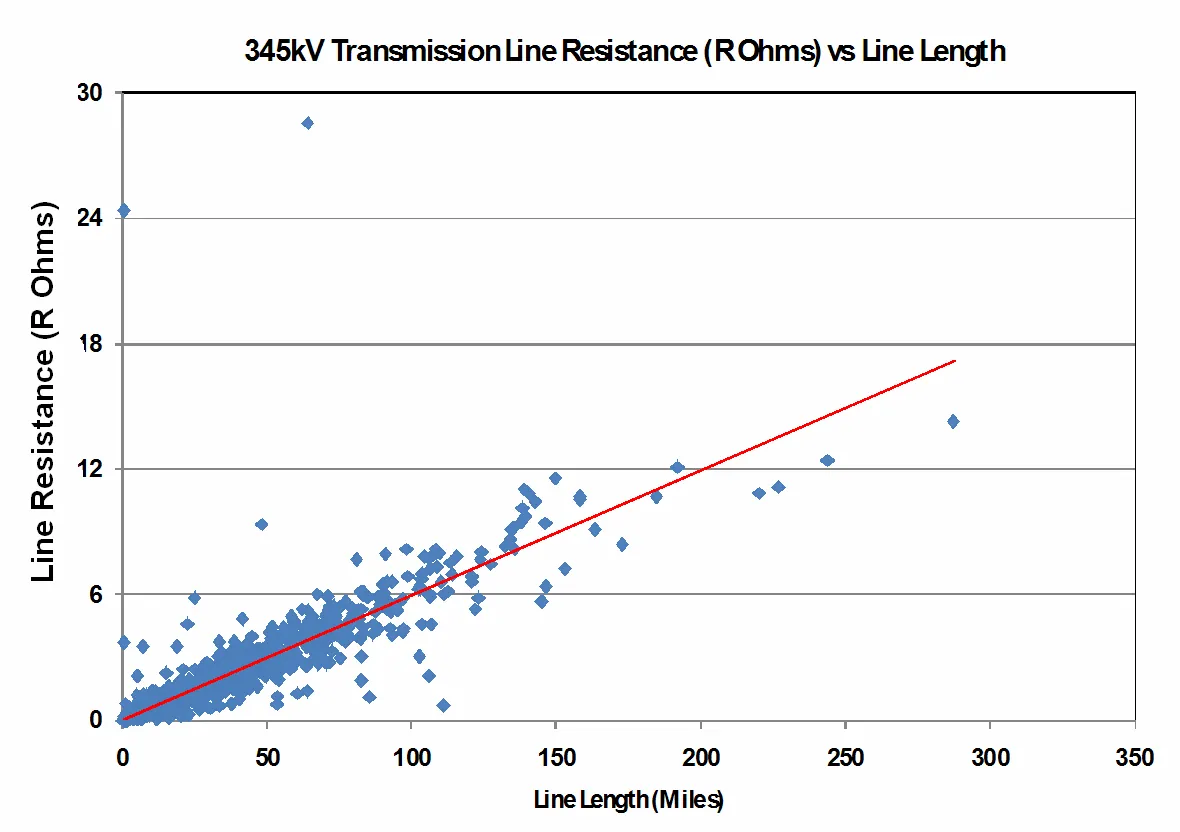 345kV Transmission Line Resistance (R Ohms) vs Line Length
Line Resistance (R Ohms)
30
24
18
12
6
0
0 50 100 150 200 250 300 350
Line Length (Miles)